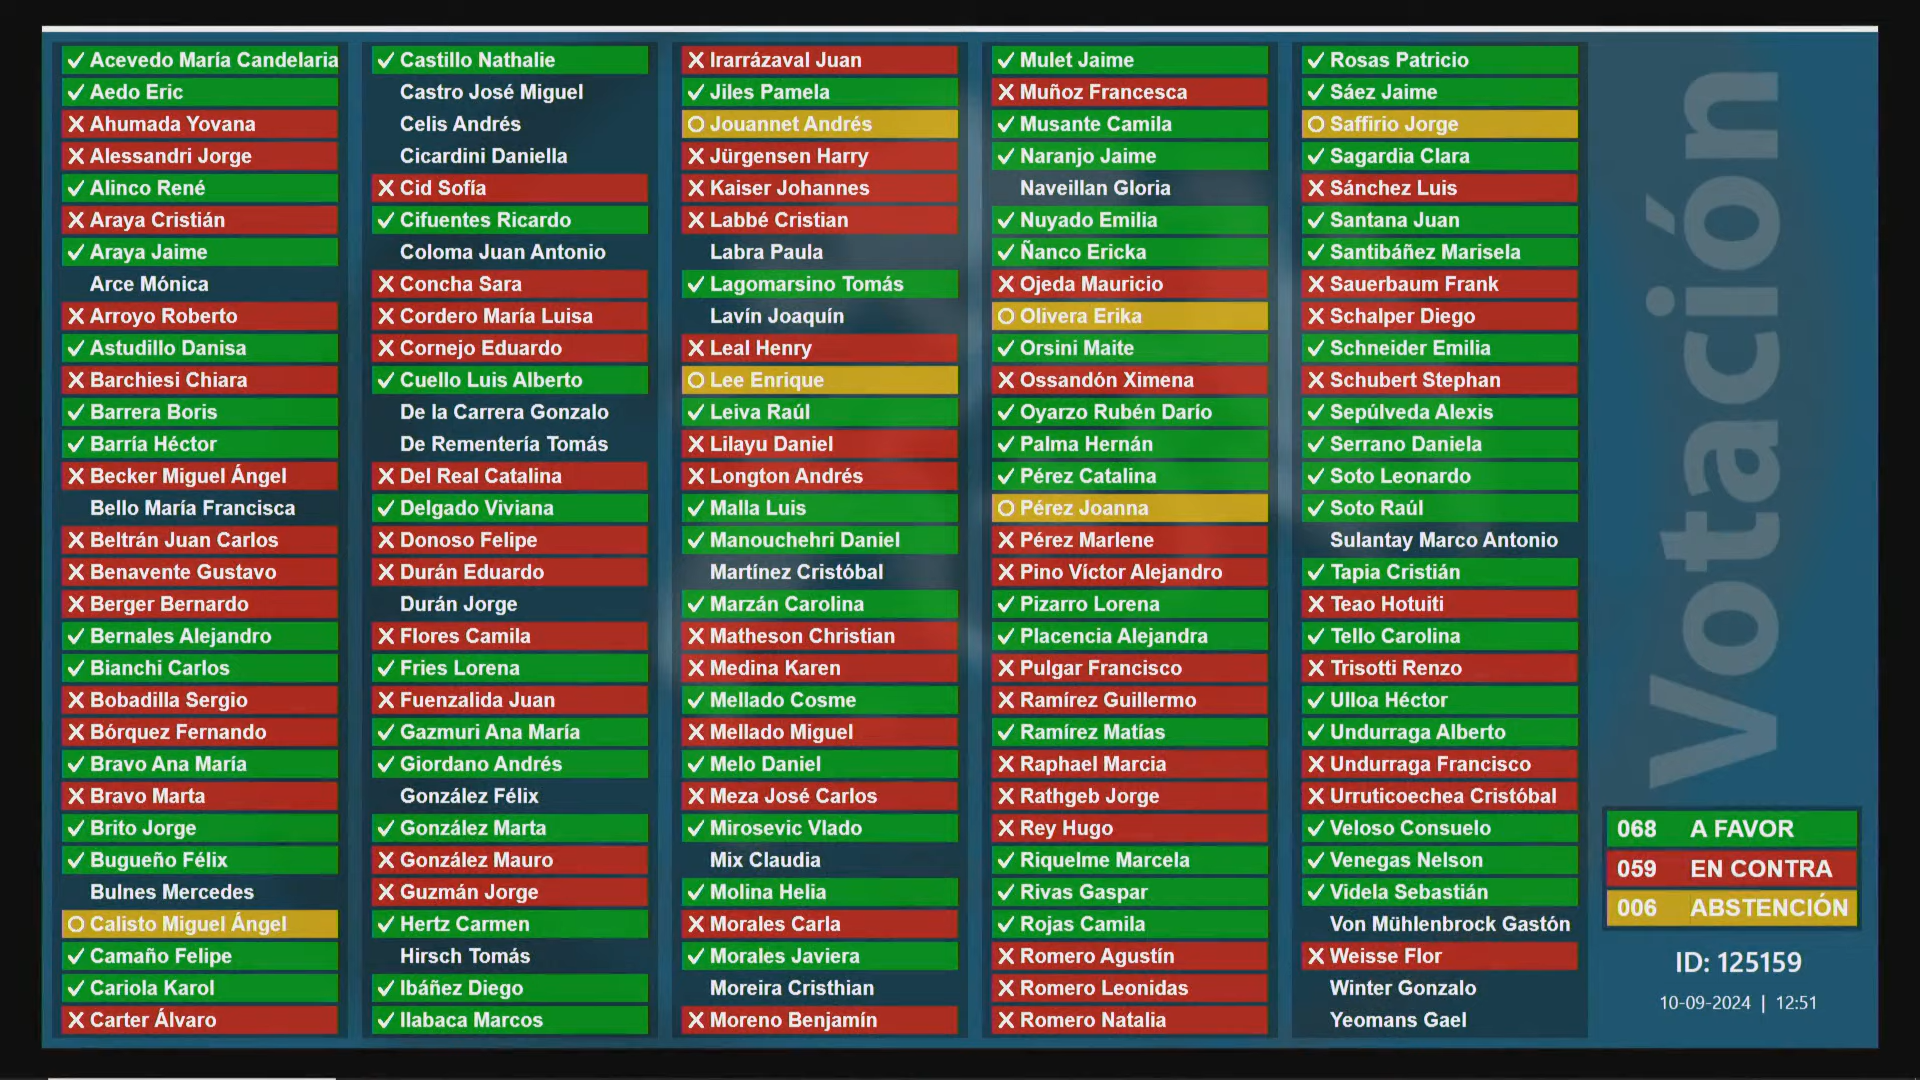 ✓ Acevedo María Candelaria
✓ Aedo Eric
X Ahumada Yovana
X Alessandri Jorge
✓ Alinco René
X Araya Cristián
✓ Araya Jaime
Arce Mónica
X Arroyo Roberto
✓ Astudillo Danisa
X Barchiesi Chiara
✓ Barrera Boris
✓ Barría Héctor
X Becker Miguel Ángel
Bello María Francisca
X Beltrán Juan Carlos
X Benavente Gustavo
X Berger Bernardo
✓ Bernales Alejandro
✓ Bianchi Carlos
X Bobadilla Sergio
X Bórquez Fernando
✓ Bravo Ana María
X Bravo Marta
✓ Brito Jorge
✓ Bugueño Félix
Bulnes Mercedes
O Calisto Miguel Ángel
✓ Camaño Felipe
✓ Cariola Karol
X Carter Álvaro
✓ Castillo Nathalie
Castro José Miguel
Celis Andrés
Cicardini Daniella
X Cid Sofía
✓ Cifuentes Ricardo
Coloma Juan Antonio
X Concha Sara
X Cordero María Luisa
X Cornejo Eduardo
✓ Cuello Luis Alberto
De la Carrera Gonzalo
De Rementería Tomás
X Del Real Catalina
✓ Delgado Viviana
X Donoso Felipe
X Durán Eduardo
Durán Jorge
X Flores Camila
✓ Fries Lorena
X Fuenzalida Juan
✓ Gazmuri Ana María
✓ Giordano Andrés
González Félix
✓ González Marta
X González Mauro
X Guzmán Jorge
✓ Hertz Carmen
Hirsch Tomás
✓ Ibáñez Diego
✓ Ilabaca Marcos
X Irarrázaval Juan
✓ Jiles Pamela
O Jouannet Andrés
X Jürgensen Harry
X Kaiser Johannes
X Labbé Cristian
Labra Paula
✓ Lagomarsino Tomás
Lavín Joaquín
X Leal Henry
O Lee Enrique
✓ Leiva Raúl
X Lilayu Daniel
X Longton Andrés
✓ Malla Luis
✓ Manouchehri Daniel
Martínez Cristóbal
✓ Marzán Carolina
X Matheson Christian
X Medina Karen
✓ Mellado Cosme
X Mellado Miguel
✓ Melo Daniel
X Meza José Carlos
✓ Mirosevic Vlado
Mix Claudia
✓ Molina Helia
X Morales Carla
✓ Morales Javiera
Moreira Cristhian
X Moreno Benjamín
✓ Mulet Jaime
X Muñoz Francesca
✓ Musante Camila
✓ Naranjo Jaime
Naveillan Gloria
✓ Nuyado Emilia
✓ Ñanco Ericka
X Ojeda Mauricio
O Olivera Erika
✓ Orsini Maite
X Ossandón Ximena
✓ Oyarzo Rubén Darío
✓ Palma Hernán
✓ Pérez Catalina
O Pérez Joanna
X Pérez Marlene
X Pino Víctor Alejandro
✓ Pizarro Lorena
✓ Placencia Alejandra
X Pulgar Francisco
X Ramírez Guillermo
✓ Ramírez Matías
X Raphael Marcia
X Rathgeb Jorge
X Rey Hugo
✓ Riquelme Marcela
✓ Rivas Gaspar
✓ Rojas Camila
X Romero Agustín
X Romero Leonidas
X Romero Natalia
✓ Rosas Patricio
✓ Sáez Jaime
O Saffirio Jorge
✓ Sagardia Clara
X Sánchez Luis
✓ Santana Juan
✓ Santibáñez Marisela
X Sauerbaum Frank
X Schalper Diego
✓ Schneider Emilia
X Schubert Stephan
✓ Sepúlveda Alexis
✓ Serrano Daniela
✓ Soto Leonardo
✓ Soto Raúl
Sulantay Marco Antonio
✓ Tapia Cristián
X Teao Hotuiti
✓ Tello Carolina
X Trisotti Renzo
✓ Ulloa Héctor
✓ Undurraga Alberto
X Undurraga Francisco
X Urruticoechea Cristóbal
✓ Veloso Consuelo
✓ Venegas Nelson
✓ Videla Sebastián
Von Mühlenbrock Gastón
X Weisse Flor
Winter Gonzalo
Yeomans Gael
Votación
068 A FAVOR
059 EN CONTRA
006 ABSTENCIÓN
ID: 125159
10-09-2024 | 12:51